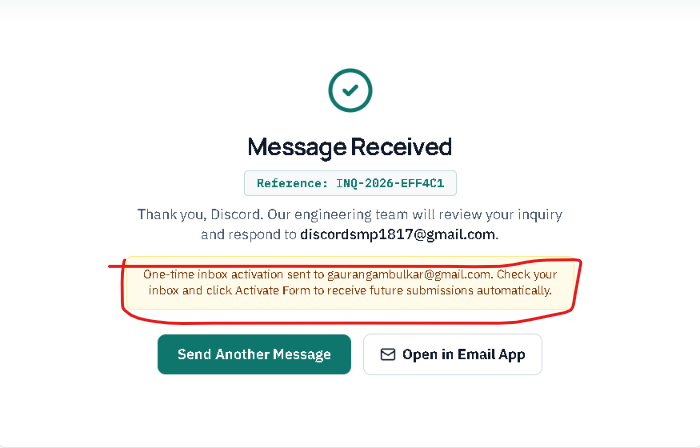 Message Received
Reference: INQ-2026-EFF4C1
Thank you, Discord. Our engineering team will review your inquiry
and respond to discordsmp1817@gmail.com.
One-time inbox activation sent to gaurangambulkar@gmail.com. Check your
inbox and click Activate Form to receive future submissions automatically.
Send Another Message
Open in Email App